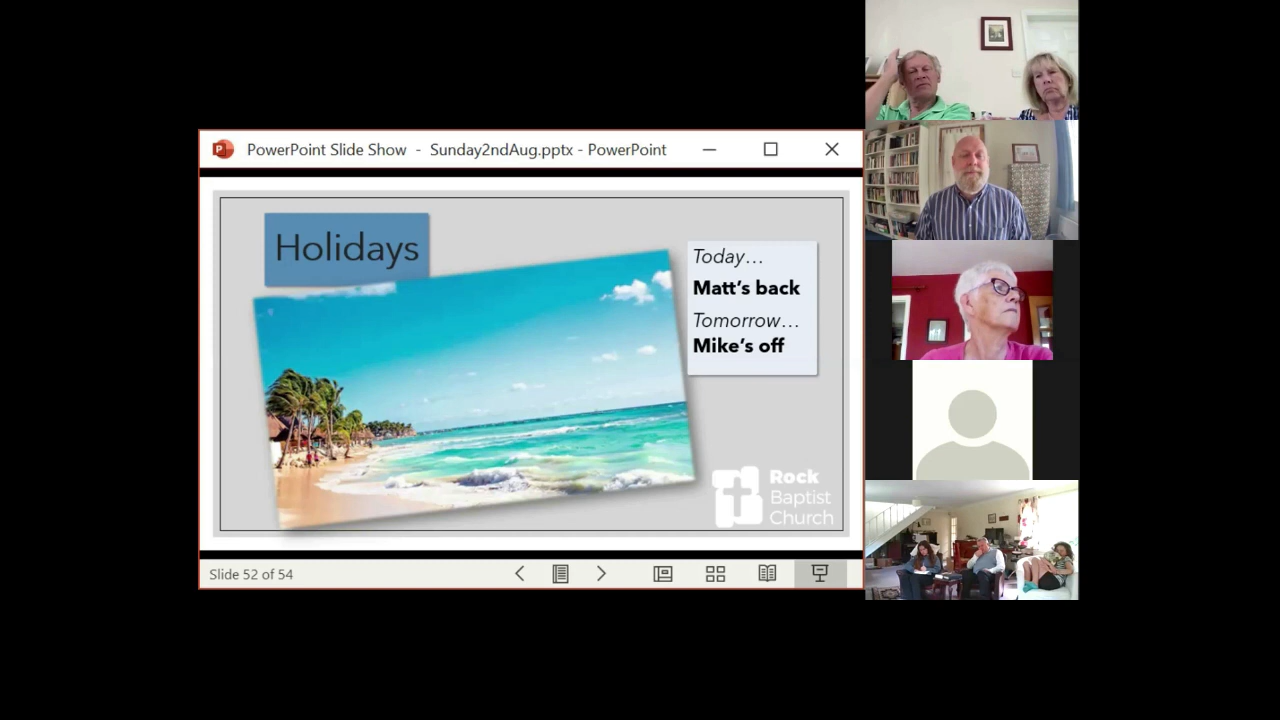 PowerPoint Slide Show - Sunday2ndAug.pptx - PowerPoint
Holidays
Today…
Matt’s back
Tomorrow…
Mike’s off
Rock
Baptist
Church
Slide 52 of 54